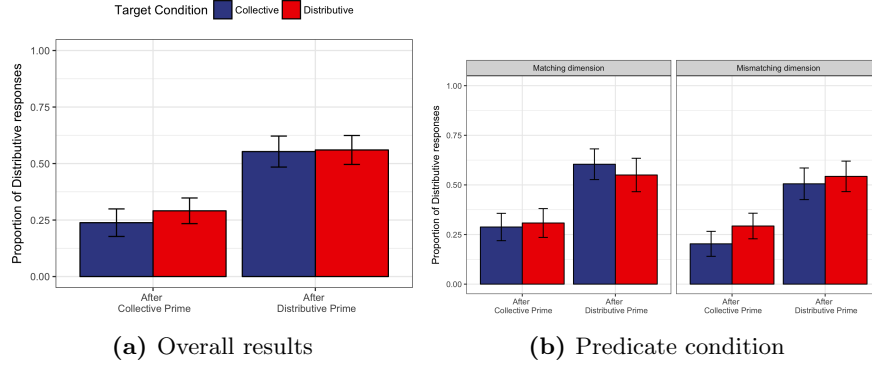 Target Condition Collective Distributive
Proportion of Distributive responses
1.00
0.75
0.50
0.25
0.00
After
Collective Prime
After
Distributive Prime
(a) Overall results
Matching dimension
Mismatching dimension
Proportion of Distributive responses
1.00
0.75
0.50
0.25
0.00
After
Collective Prime
After
Distributive Prime
After
Collective Prime
After
Distributive Prime
(b) Predicate condition